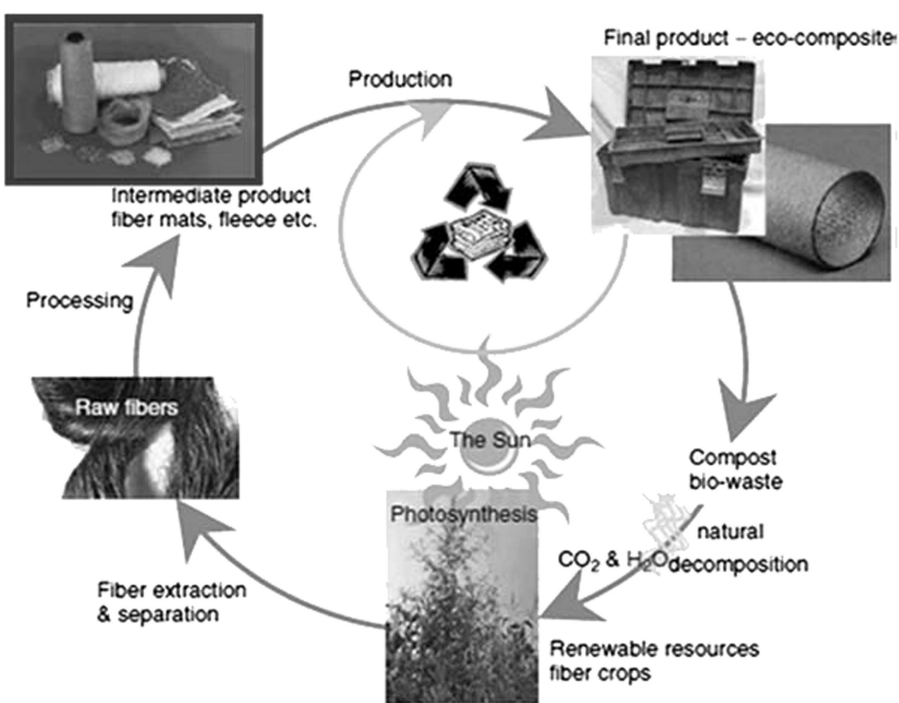 Final product – eco-composite
Production
Intermediate product
fiber mats, fleece etc.
Processing
Raw fibers
The Sun
Compost
bio-waste
Photosynthesis
natural
CO₂ & H₂O decomposition
Fiber extraction
& separation
Renewable resources
fiber crops